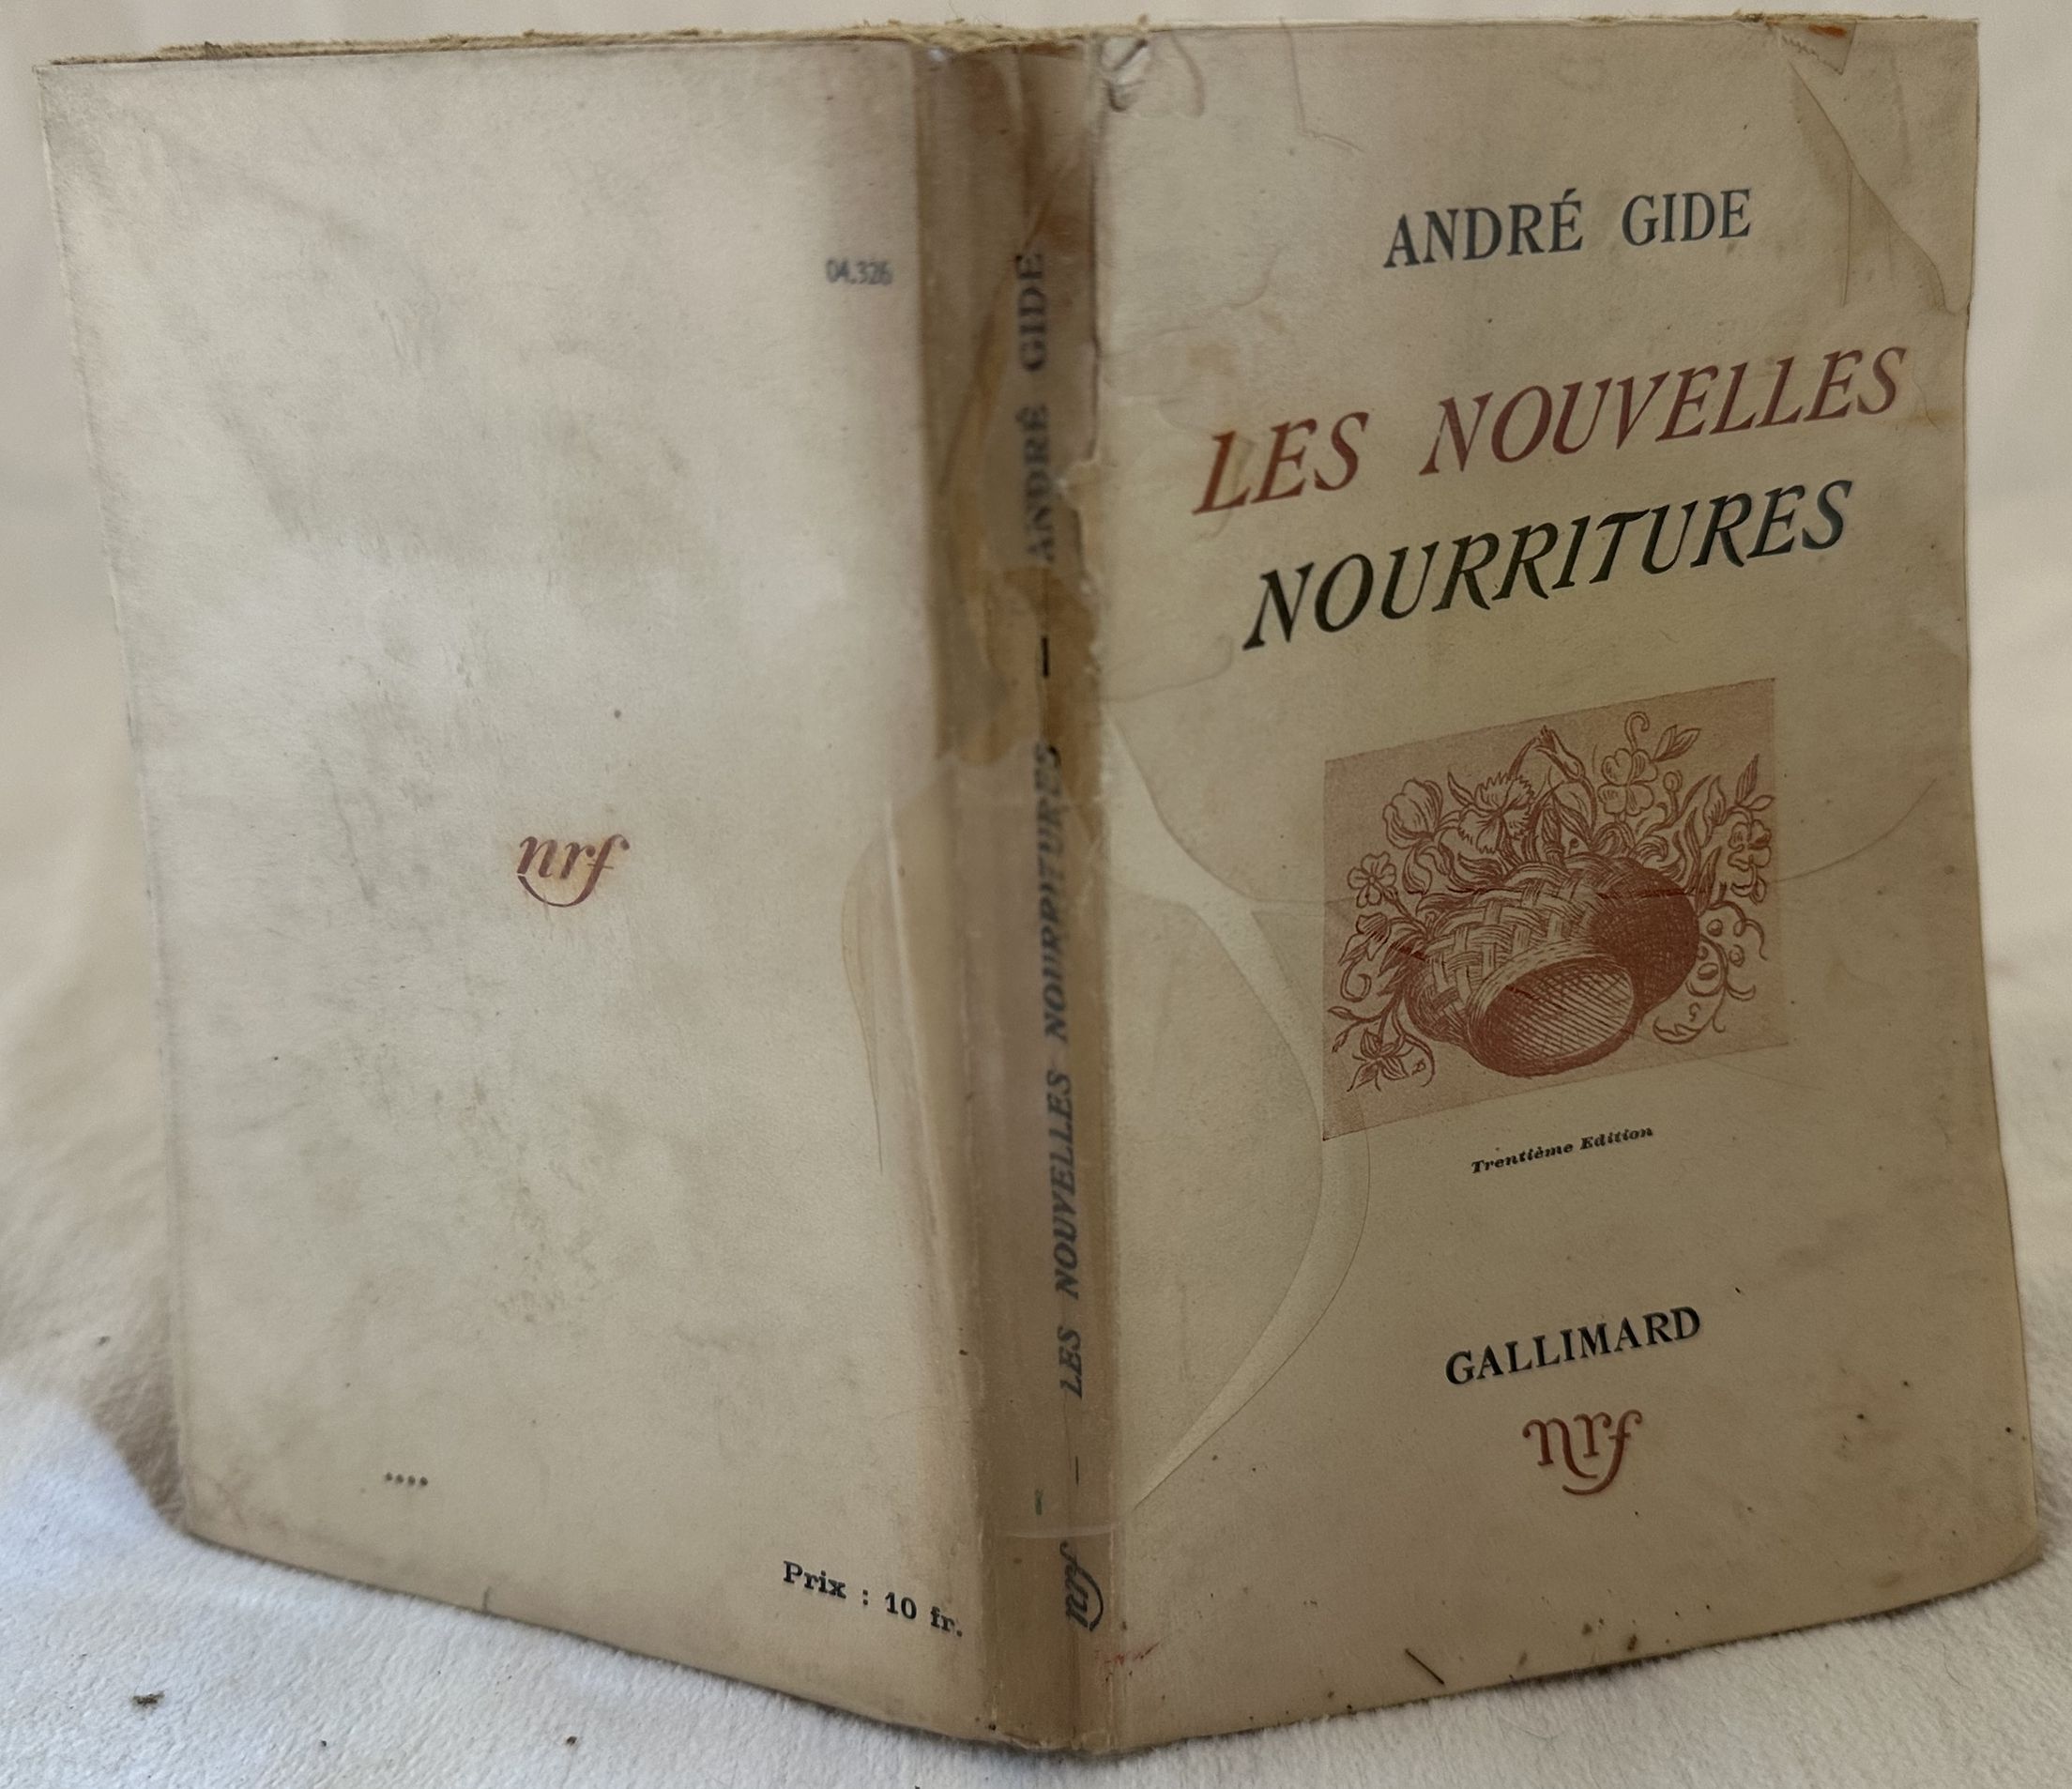 ANDRÉ GIDE
LES NOUVELLES
NOURRITURES
Trentième Edition
GALLIMARD
nrf
nrf — LES NOUVELLES NOURRITURES — ANDRÉ GIDE
04.326
nrf
Prix : 10 fr.